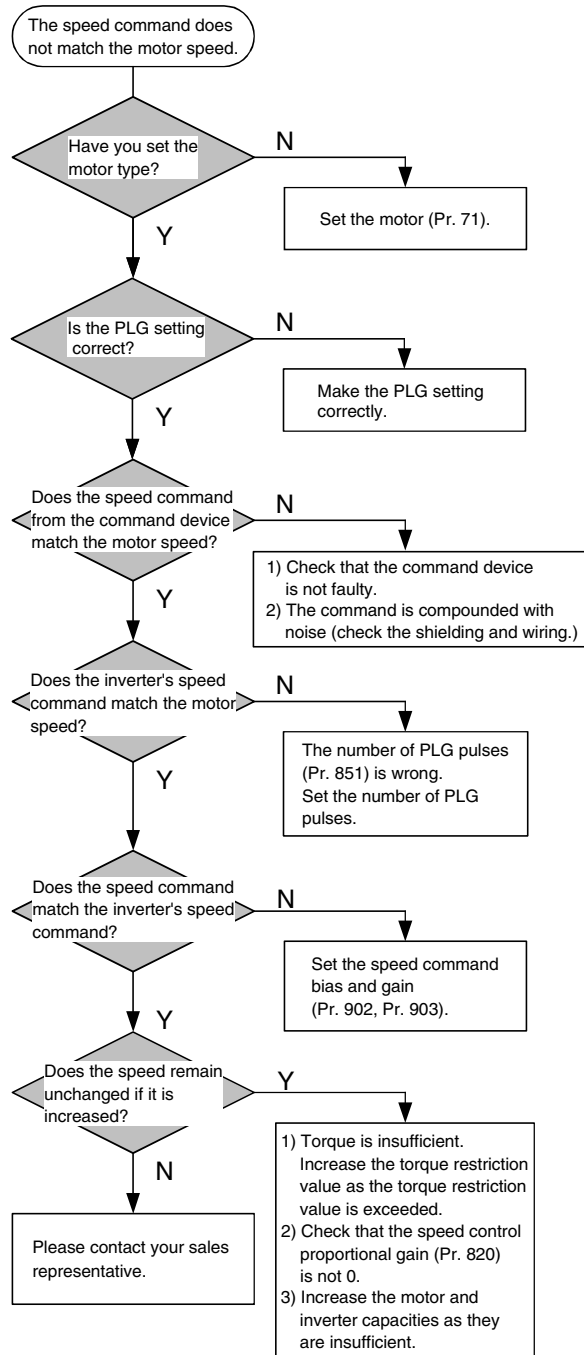 The speed command does
not match the motor speed.
Have you set the
motor type?
N
Set the motor (Pr. 71).
Y
Is the PLG setting
correct?
N
Make the PLG setting
correctly.
Y
Does the speed command
from the command device
match the motor speed?
N
1) Check that the command device
is not faulty.
2) The command is compounded with
noise (check the shielding and wiring.)
Y
Does the inverter's speed
command match the motor
speed?
N
The number of PLG pulses
(Pr. 851) is wrong.
Set the number of PLG
pulses.
Y
Does the speed command
match the inverter's speed
command?
N
Set the speed command
bias and gain
(Pr. 902, Pr. 903).
Y
Does the speed remain
unchanged if it is
increased?
Y
1) Torque is insufficient.
Increase the torque restriction
value as the torque restriction
value is exceeded.
2) Check that the speed control
proportional gain (Pr. 820)
is not 0.
3) Increase the motor and
inverter capacities as they
are insufficient.
N
Please contact your sales
representative.